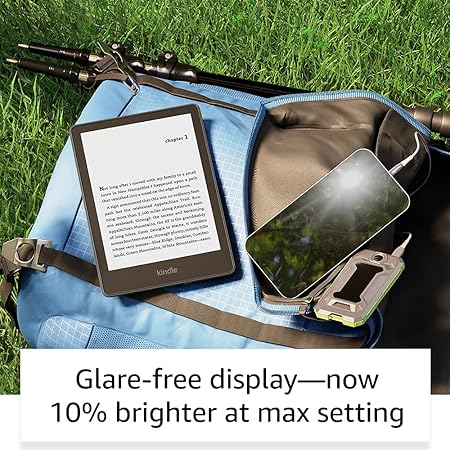 chapter 1
Not long after I moved with my family to a small
town in New Hampshire I happened upon a path
that vanished into a wood on the edge of town.
A sign announced that this was no ordinary foot-
path but the celebrated Appalachian Trail. Run-
ning more than 2,100 miles along America's east-
ern seaboard, through the serene and beckoning
Appalachian Mountains, the AT is the granddaddy
of long hikes. From Georgia to Maine, it wanders
across fourteen states, through plump, comely hills
whose very names—Blue Ridge, Smokies, Cumber-
lands, Green Mountains, White Mountains—seem
kindle
Glare-free display—now
10% brighter at max setting